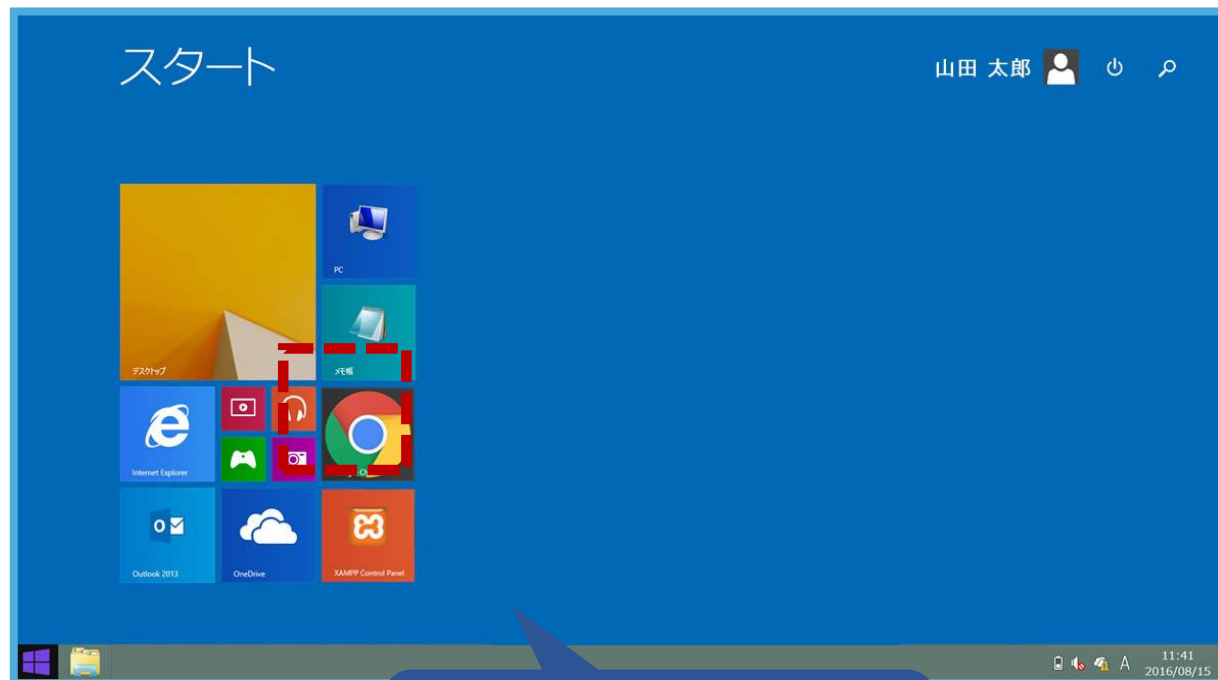 スタート
山田 太郎
PC
デスクトップ
メモ帳
Internet Explorer
Outlook 2013
OneDrive
XAMPP Control Panel
A
11:41
2016/08/15